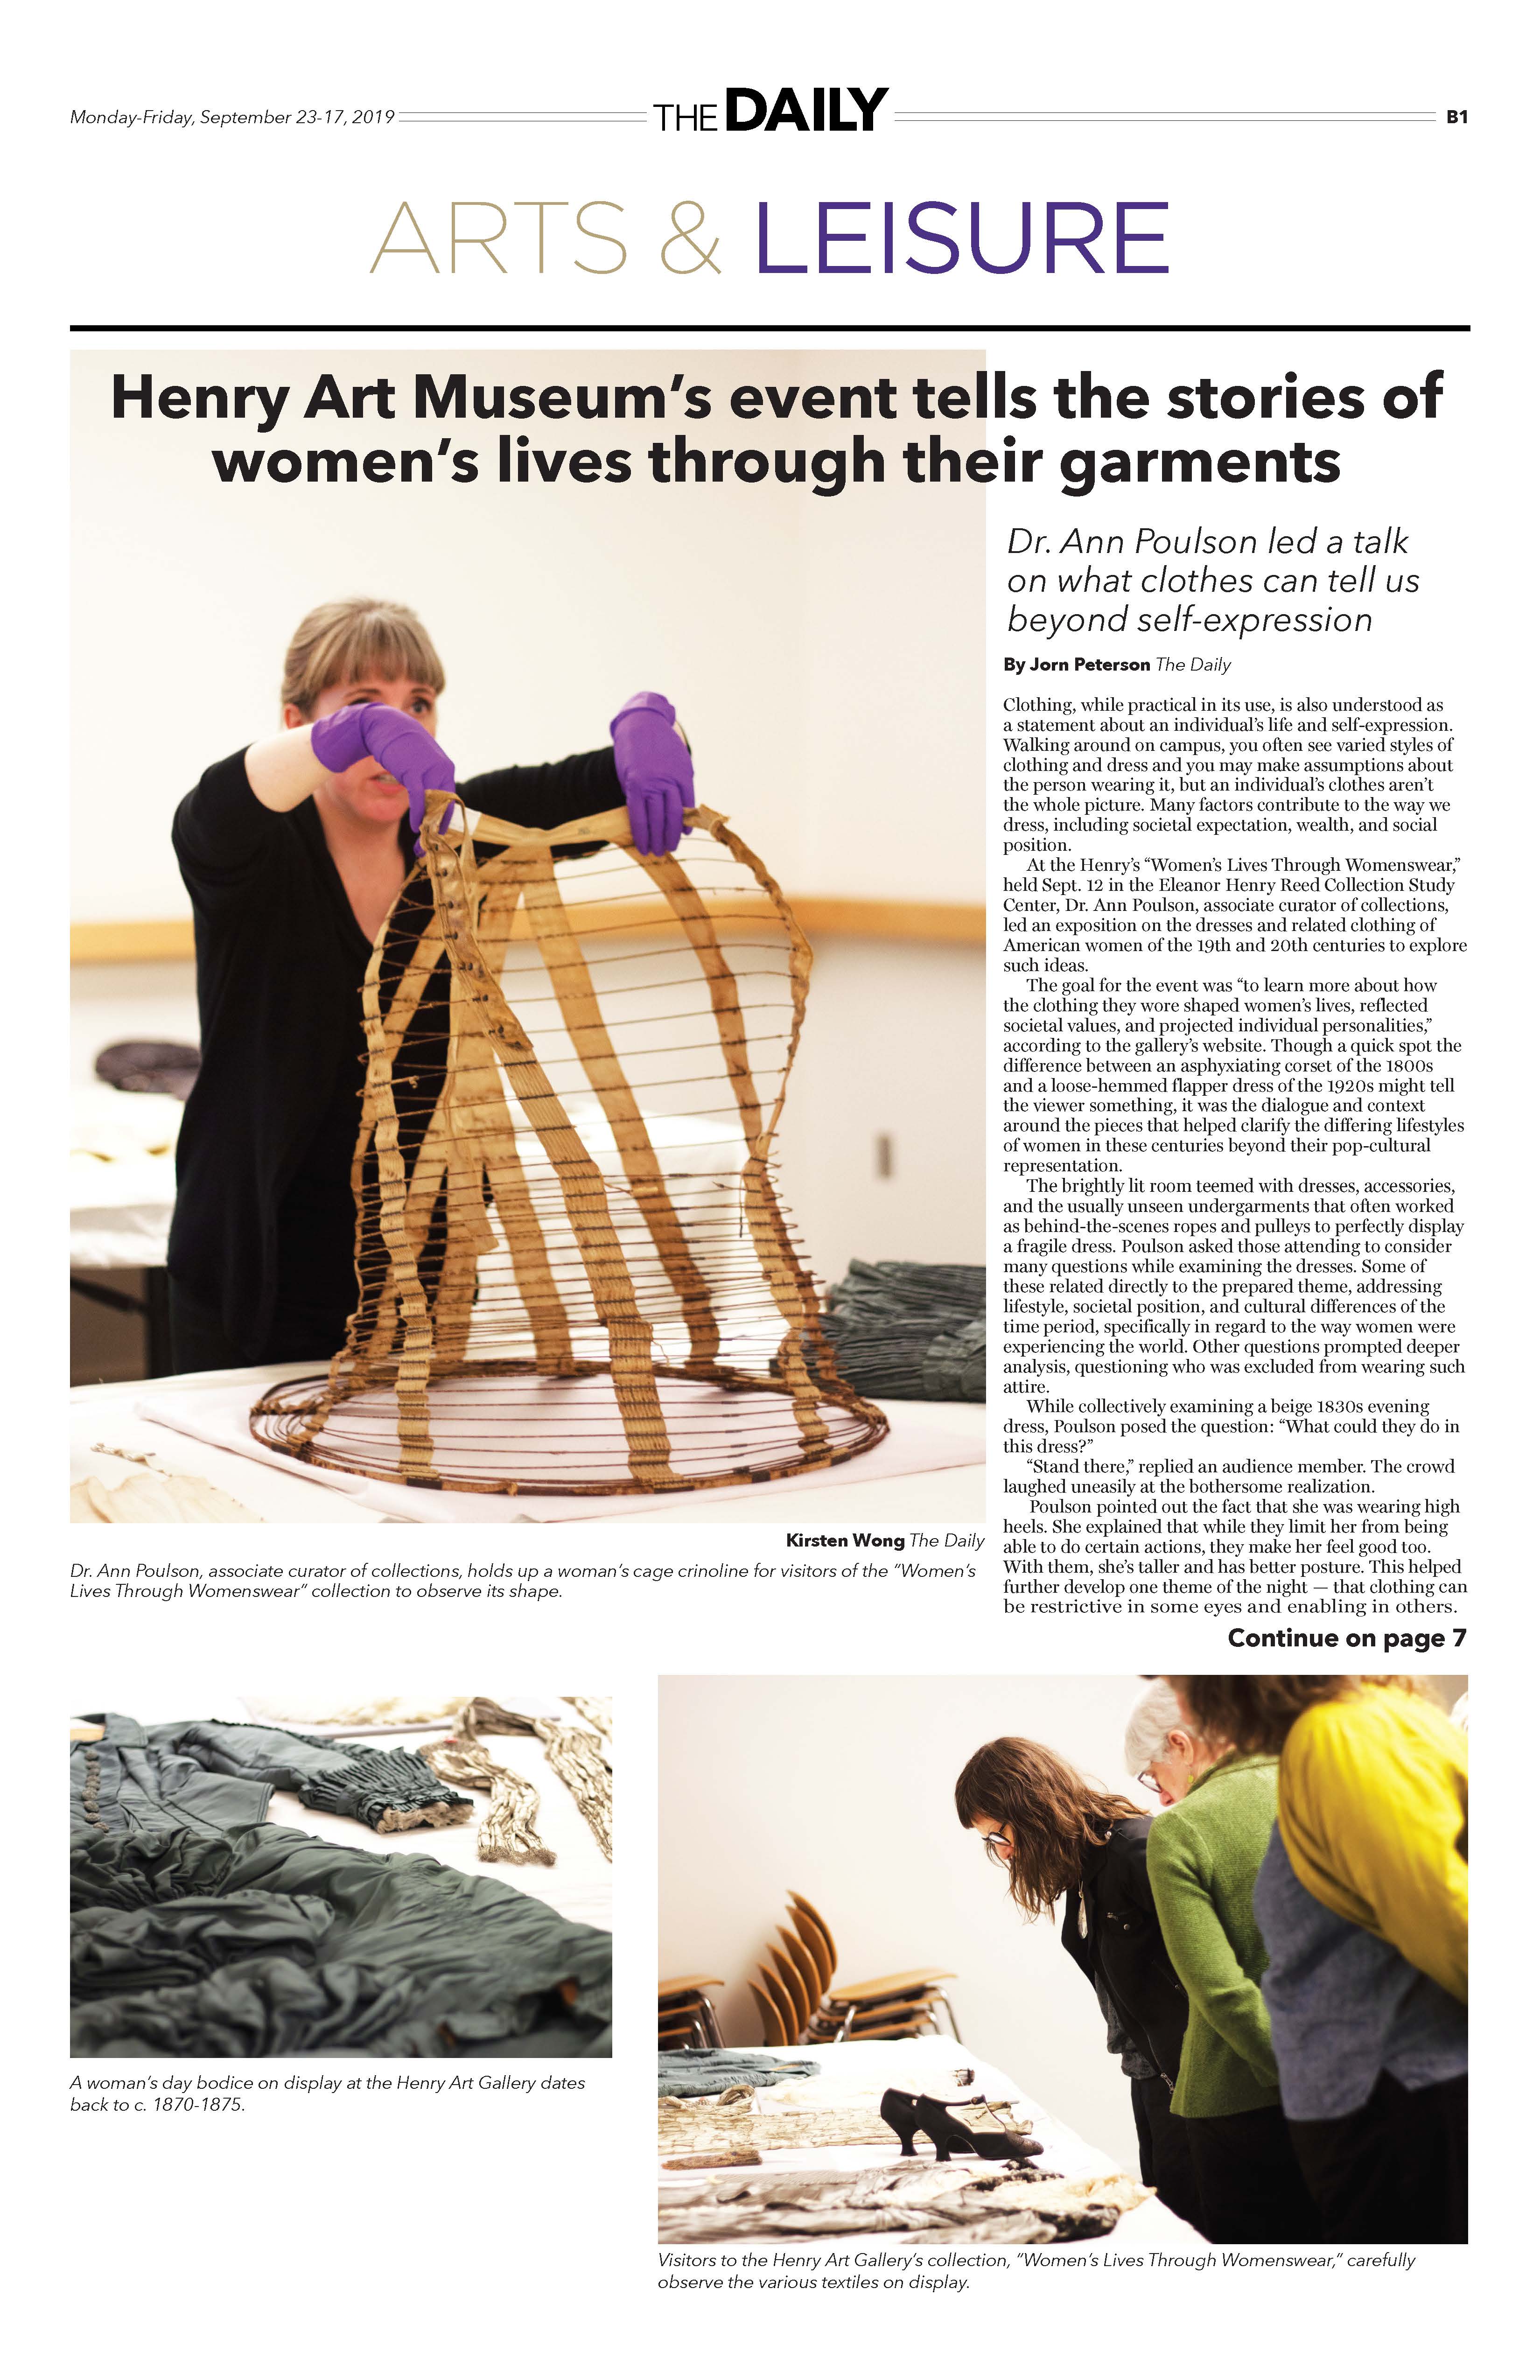 Monday-Friday, September 23-17, 2019
THE DAILY
B1
ARTS & LEISURE
Henry Art Museum’s event tells the stories of
women’s lives through their garments
Dr. Ann Poulson led a talk
on what clothes can tell us
beyond self-expression
By Jorn Peterson The Daily
Clothing, while practical in its use, is also understood as
a statement about an individual’s life and self-expression.
Walking around on campus, you often see varied styles of
clothing and dress and you may make assumptions about
the person wearing it, but an individual’s clothes aren’t
the whole picture. Many factors contribute to the way we
dress, including societal expectation, wealth, and social
position.
At the Henry’s “Women’s Lives Through Womenswear,”
held Sept. 12 in the Eleanor Henry Reed Collection Study
Center, Dr. Ann Poulson, associate curator of collections,
led an exposition on the dresses and related clothing of
American women of the 19th and 20th centuries to explore
such ideas.
The goal for the event was “to learn more about how
the clothing they wore shaped women’s lives, reflected
societal values, and projected individual personalities,”
according to the gallery’s website. Though a quick spot the
difference between an asphyxiating corset of the 1800s
and a loose-hemmed flapper dress of the 1920s might tell
the viewer something, it was the dialogue and context
around the pieces that helped clarify the differing lifestyles
of women in these centuries beyond their pop-cultural
representation.
The brightly lit room teemed with dresses, accessories,
and the usually unseen undergarments that often worked
as behind-the-scenes ropes and pulleys to perfectly display
a fragile dress. Poulson asked those attending to consider
many questions while examining the dresses. Some of
these related directly to the prepared theme, addressing
lifestyle, societal position, and cultural differences of the
time period, specifically in regard to the way women were
experiencing the world. Other questions prompted deeper
analysis, questioning who was excluded from wearing such
attire.
While collectively examining a beige 1830s evening
dress, Poulson posed the question: “What could they do in
this dress?”
“Stand there,” replied an audience member. The crowd
laughed uneasily at the bothersome realization.
Poulson pointed out the fact that she was wearing high
heels. She explained that while they limit her from being
able to do certain actions, they make her feel good too.
With them, she’s taller and has better posture. This helped
further develop one theme of the night — that clothing can
be restrictive in some eyes and enabling in others.
Continue on page 7
Kirsten Wong The Daily
Dr. Ann Poulson, associate curator of collections, holds up a woman’s cage crinoline for visitors of the “Women’s
Lives Through Womenswear” collection to observe its shape.
A woman’s day bodice on display at the Henry Art Gallery dates
back to c. 1870-1875.
Visitors to the Henry Art Gallery’s collection, “Women’s Lives Through Womenswear,” carefully
observe the various textiles on display.